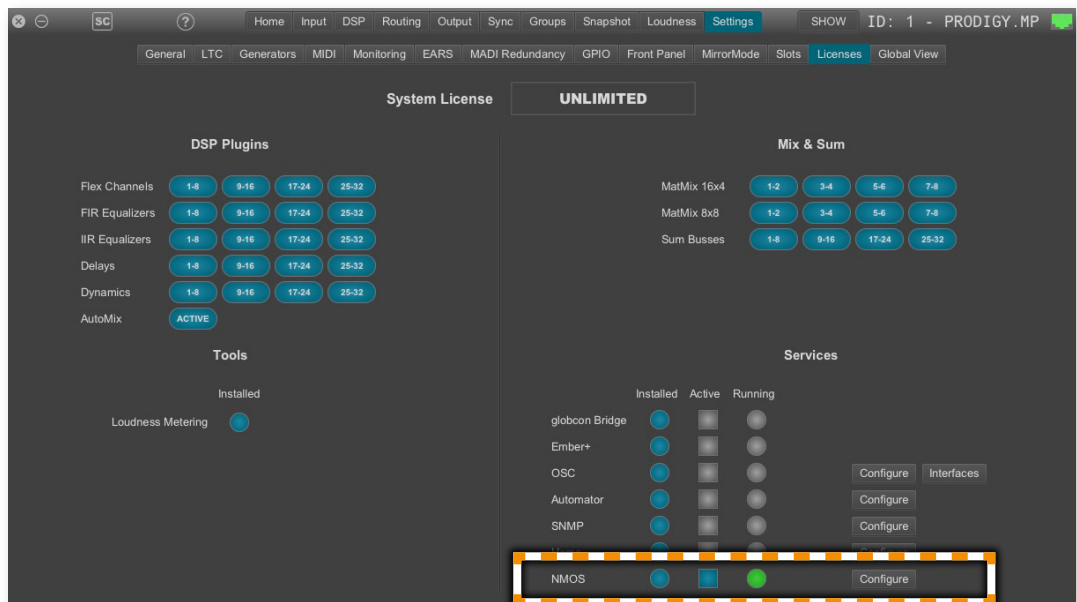 SC ? Home Input DSP Routing Output Sync Groups Snapshot Loudness Settings SHOW ID: 1 - PRODIGY.MP
General LTC Generators MIDI Monitoring EARS MADI Redundancy GPIO Front Panel MirrorMode Slots Licenses Global View
System License UNLIMITED
DSP Plugins
Flex Channels 1-8 9-16 17-24 25-32
FIR Equalizers 1-8 9-16 17-24 25-32
IIR Equalizers 1-8 9-16 17-24 25-32
Delays 1-8 9-16 17-24 25-32
Dynamics 1-8 9-16 17-24 25-32
AutoMix ACTIVE
Mix & Sum
MatMix 16x4 1-2 3-4 5-6 7-8
MatMix 8x8 1-2 3-4 5-6 7-8
Sum Busses 1-8 9-16 17-24 25-32
Tools
Installed
Loudness Metering
Services
Installed Active Running
globcon Bridge
Ember+
OSC Configure Interfaces
Automator Configure
SNMP Configure
NMOS Configure